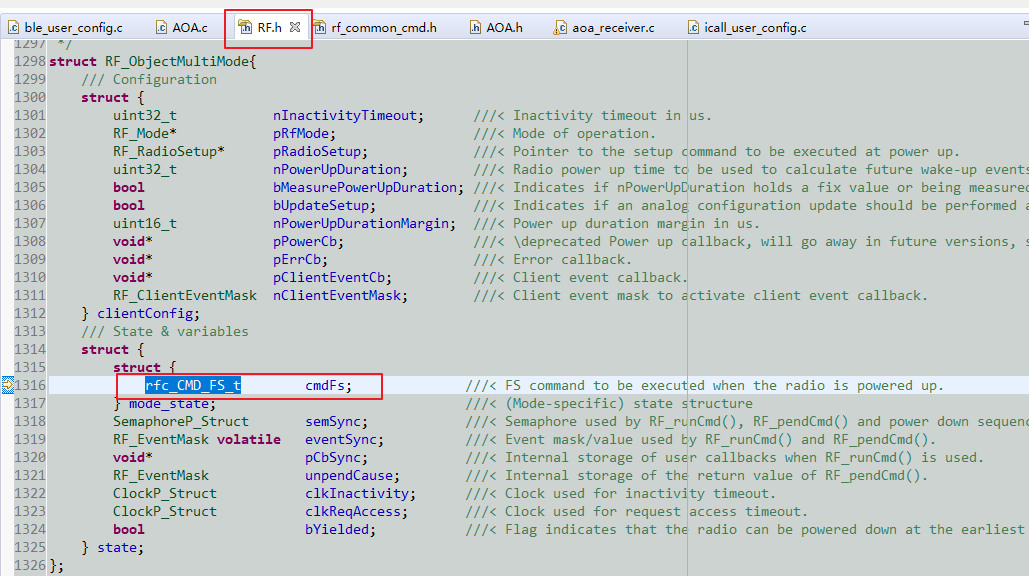 ble_user_config.c AOA.c RF.h rf_common_cmd.h AOA.h aoa_receiver.c icall_user_config.c
1297 */
1298 struct RF_ObjectMultiMode{
1299 /// Configuration
1300 struct {
1301 uint32_t nInactivityTimeout; ///< Inactivity timeout in us.
1302 RF_Mode* pRfMode; ///< Mode of operation.
1303 RF_RadioSetup* pRadioSetup; ///< Pointer to the setup command to be executed at power up.
1304 uint32_t nPowerUpDuration; ///< Radio power up time to be used to calculate future wake-up events
1305 bool bMeasurePowerUpDuration; ///< Indicates if nPowerUpDuration holds a fix value or being measured
1306 bool bUpdateSetup; ///< Indicates if an analog configuration update should be performed a
1307 uint16_t nPowerUpDurationMargin; ///< Power up duration margin in us.
1308 void* pPowerCb; ///< \deprecated Power up callback, will go away in future versions, s
1309 void* pErrCb; ///< Error callback.
1310 void* pClientEventCb; ///< Client event callback.
1311 RF_ClientEventMask nClientEventMask; ///< Client event mask to activate client event callback.
1312 } clientConfig;
1313 /// State & variables
1314 struct {
1315 struct {
1316 rfc_CMD_FS_t cmdFs; ///< FS command to be executed when the radio is powered up.
1317 } mode_state; ///< (Mode-specific) state structure
1318 SemaphoreP_Struct semSync; ///< Semaphore used by RF_runCmd(), RF_pendCmd() and power down sequenc
1319 RF_EventMask volatile eventSync; ///< Event mask/value used by RF_runCmd() and RF_pendCmd().
1320 void* pCbSync; ///< Internal storage of user callbacks when RF_runCmd() is used.
1321 RF_EventMask unpendCause; ///< Internal storage of the return value of RF_pendCmd().
1322 ClockP_Struct clkInactivity; ///< Clock used for inactivity timeout.
1323 ClockP_Struct clkReqAccess; ///< Clock used for request access timeout.
1324 bool bYielded; ///< Flag indicates that the radio can be powered down at the earliest
1325 } state;
1326 };